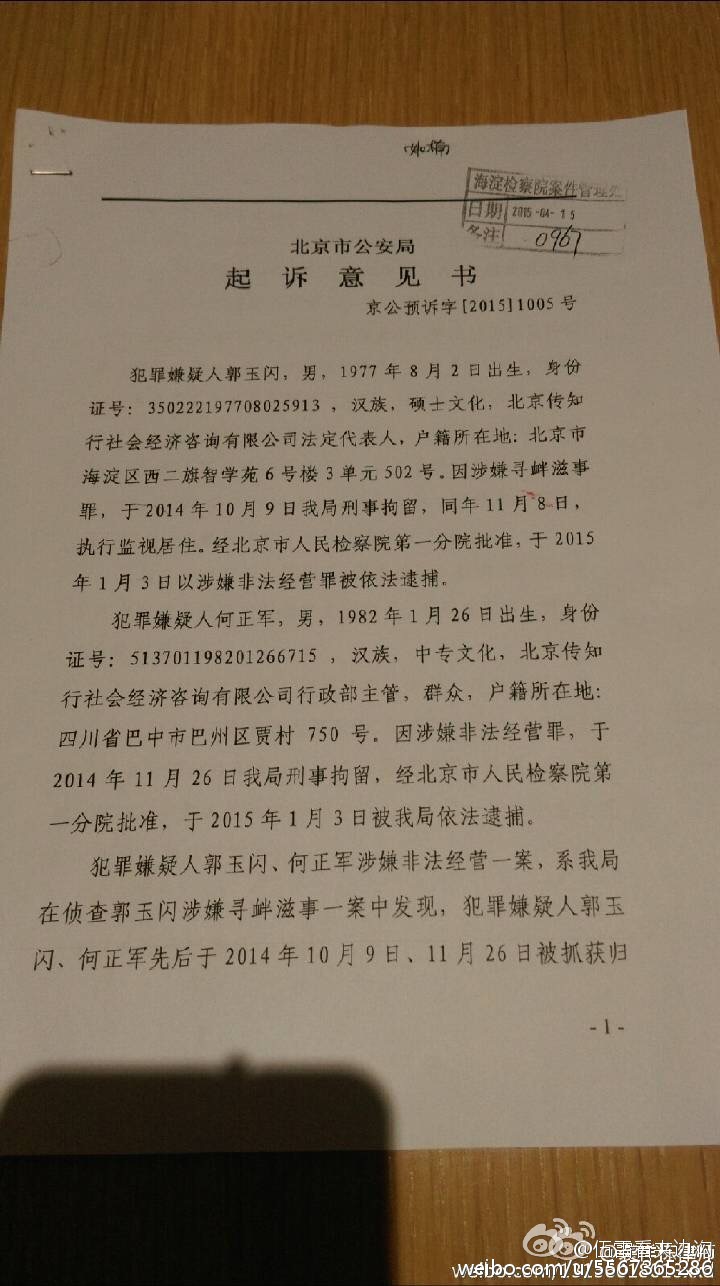 海淀检察院案件管理
日期 2015-04-15
备注 0967
北京市公安局
起诉意见书
京公预诉字[2015]1005号
犯罪嫌疑人郭玉闪，男，1977年8月2日出生，身份
证号：350222197708025913，汉族，硕士文化，北京传知
行社会经济咨询有限公司法定代表人，户籍所在地：北京市
海淀区西二旗智学苑6号楼3单元502号。因涉嫌寻衅滋事
罪，于2014年10月9日我局刑事拘留，同年11月8日，
执行监视居住。经北京市人民检察院第一分院批准，于2015
年1月3日以涉嫌非法经营罪被依法逮捕。
犯罪嫌疑人何正军，男，1982年1月26日出生，身份
证号：513701198201266715，汉族，中专文化，北京传知
行社会经济咨询有限公司行政部主管，群众，户籍所在地：
四川省巴中市巴州区贾村750号。因涉嫌非法经营罪，于
2014年11月26日我局刑事拘留，经北京市人民检察院第
一分院批准，于2015年1月3日被我局依法逮捕。
犯罪嫌疑人郭玉闪、何正军涉嫌非法经营一案，系我局
在侦查郭玉闪涉嫌寻衅滋事一案中发现，犯罪嫌疑人郭玉
闪、何正军先后于2014年10月9日、11月26日被抓获归
-1-
weibo.com/u/5561365286